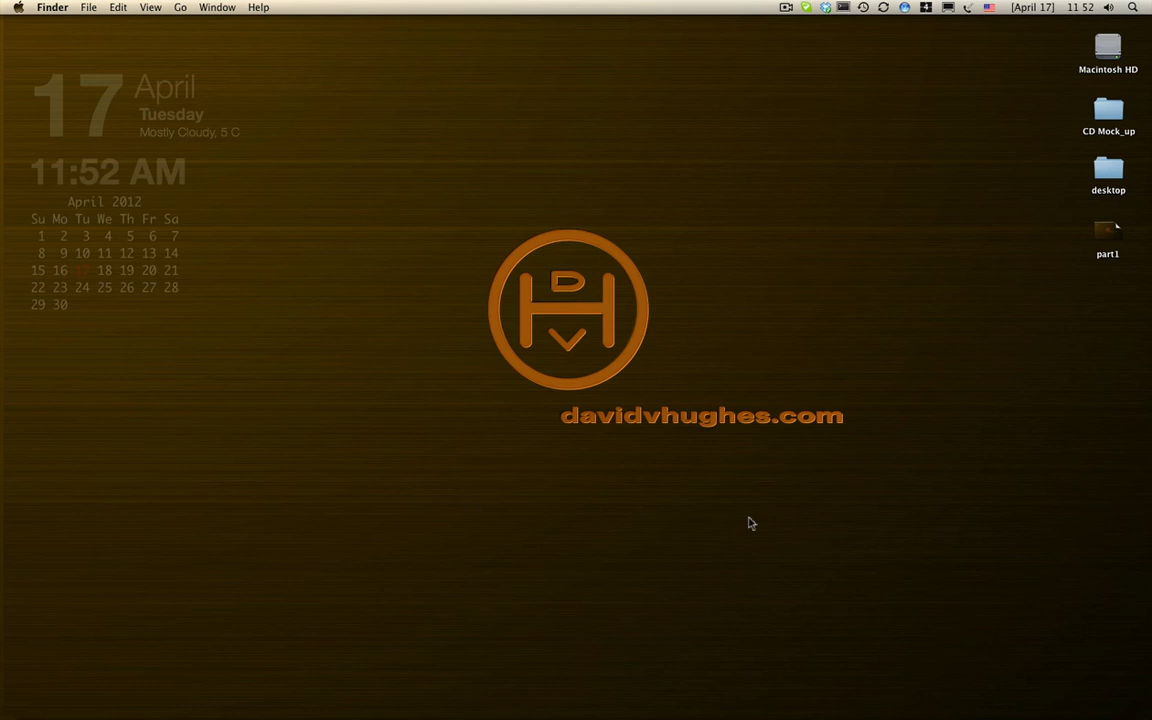 Finder File Edit View Go Window Help
4 [April 17] 11 52
17 April
Tuesday
Mostly Cloudy, 5 C
11:52 AM
April 2012
Su Mo Tu We Th Fr Sa
1 2 3 4 5 6 7
8 9 10 11 12 13 14
15 16 17 18 19 20 21
22 23 24 25 26 27 28
29 30
Macintosh HD
CD Mock_up
desktop
part1
D
H
V
davidvhughes.com